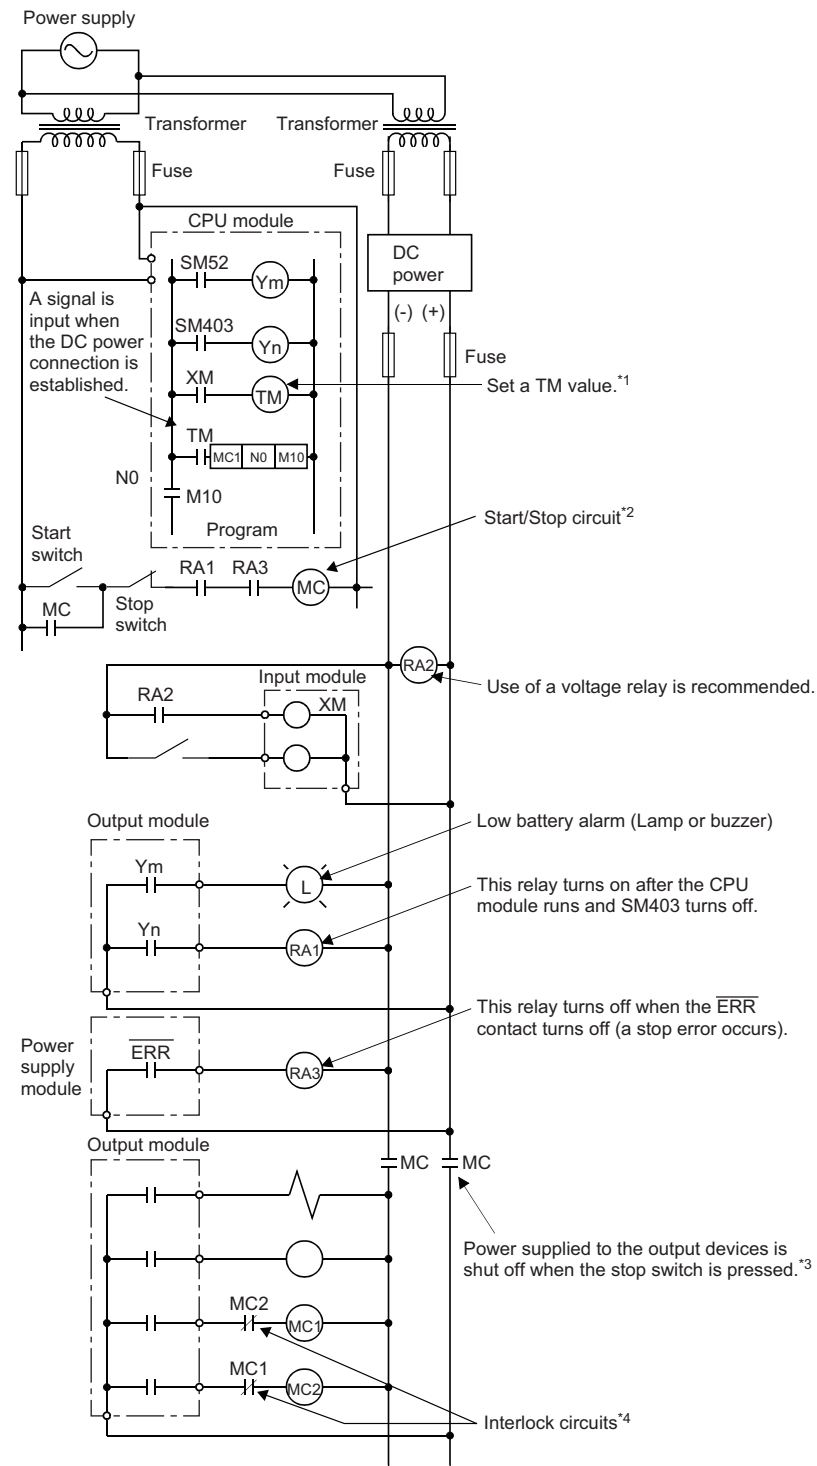 Power supply
Transformer
Transformer
Fuse
Fuse
CPU module
DC
power
(-) (+)
Fuse
A signal is
input when
the DC power
connection is
established.
SM52
Ym
SM403
Yn
XM
TM
Set a TM value.*1
TM
MC1 N0 M10
N0
M10
Program
Start/Stop circuit*2
Start
switch
RA1
RA3
MC
Stop
switch
MC
RA2
Use of a voltage relay is recommended.
Input module
RA2
XM
Output module
Low battery alarm (Lamp or buzzer)
Ym
L
This relay turns on after the CPU
module runs and SM403 turns off.
Yn
RA1
This relay turns off when the ERR
contact turns off (a stop error occurs).
Power
supply
module
ERR
RA3
Output module
MC
MC
Power supplied to the output devices is
shut off when the stop switch is pressed.*3
MC2
MC1
MC1
MC2
Interlock circuits*4